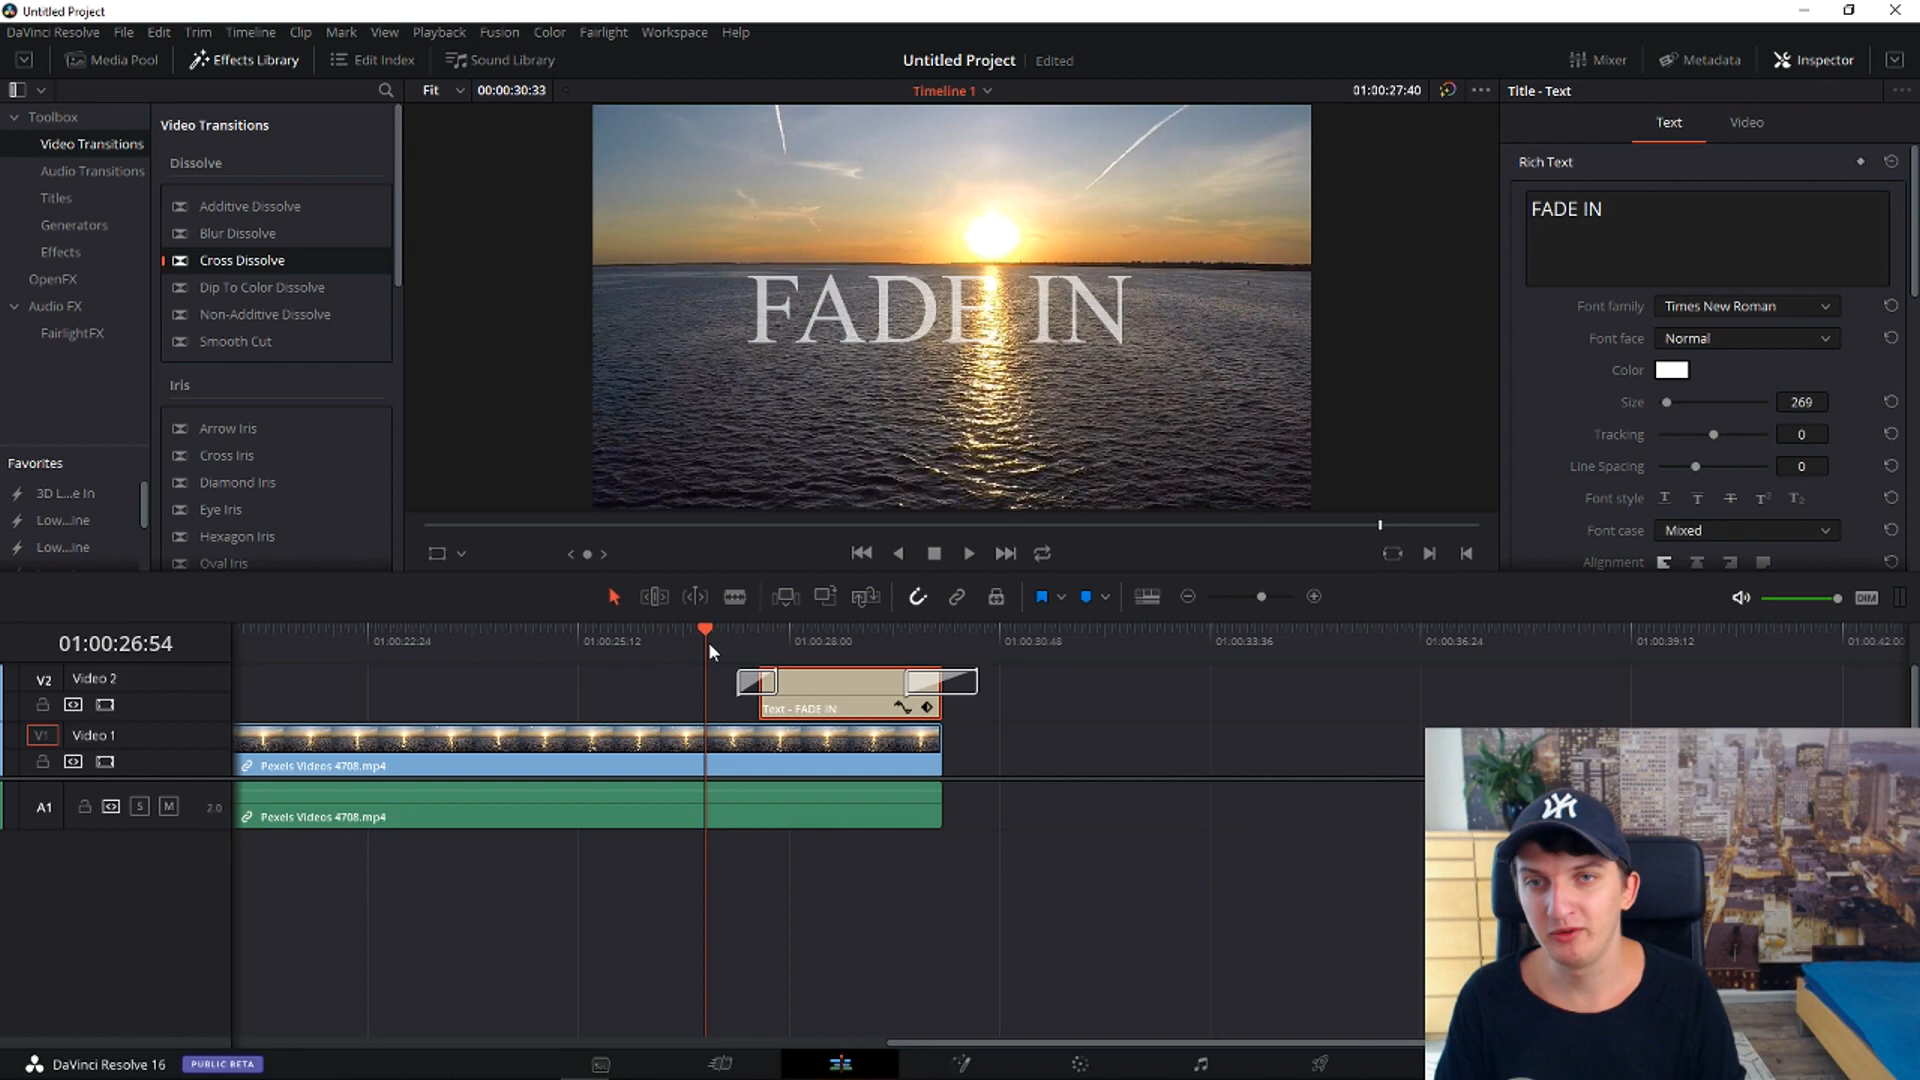 Untitled Project
DaVinci Resolve File Edit Trim Timeline Clip Mark View Playback Fusion Color Fairlight Workspace Help
Media Pool Effects Library Edit Index Sound Library Untitled Project Edited Mixer Metadata Inspector
Fit 00:00:30:33 Timeline 1 01:00:27:40 Title - Text
Toolbox
Video Transitions
Audio Transitions
Titles
Generators
Effects
OpenFX
Audio FX
FairlightFX
Favorites
3D L...e In
Low...ine
Low...ine
Video Transitions
Dissolve
Additive Dissolve
Blur Dissolve
Cross Dissolve
Dip To Color Dissolve
Non-Additive Dissolve
Smooth Cut
Iris
Arrow Iris
Cross Iris
Diamond Iris
Eye Iris
Hexagon Iris
Oval Iris
FADE IN
Text Video
Rich Text
FADE IN
Font family Times New Roman
Font face Normal
Color
Size 269
Tracking 0
Line Spacing 0
Font style T T T T² T₂
Font case Mixed
Alignment
DIM
01:00:26:54 01:00:22:24 01:00:25:12 01:00:28:00 01:00:30:48 01:00:33:36 01:00:36:24 01:00:39:12 01:00:42:00
V2 Video 2
Text - FADE IN
V1 Video 1
Pexels Videos 4708.mp4
A1 S M 2.0
Pexels Videos 4708.mp4
NY
DaVinci Resolve 16 PUBLIC BETA